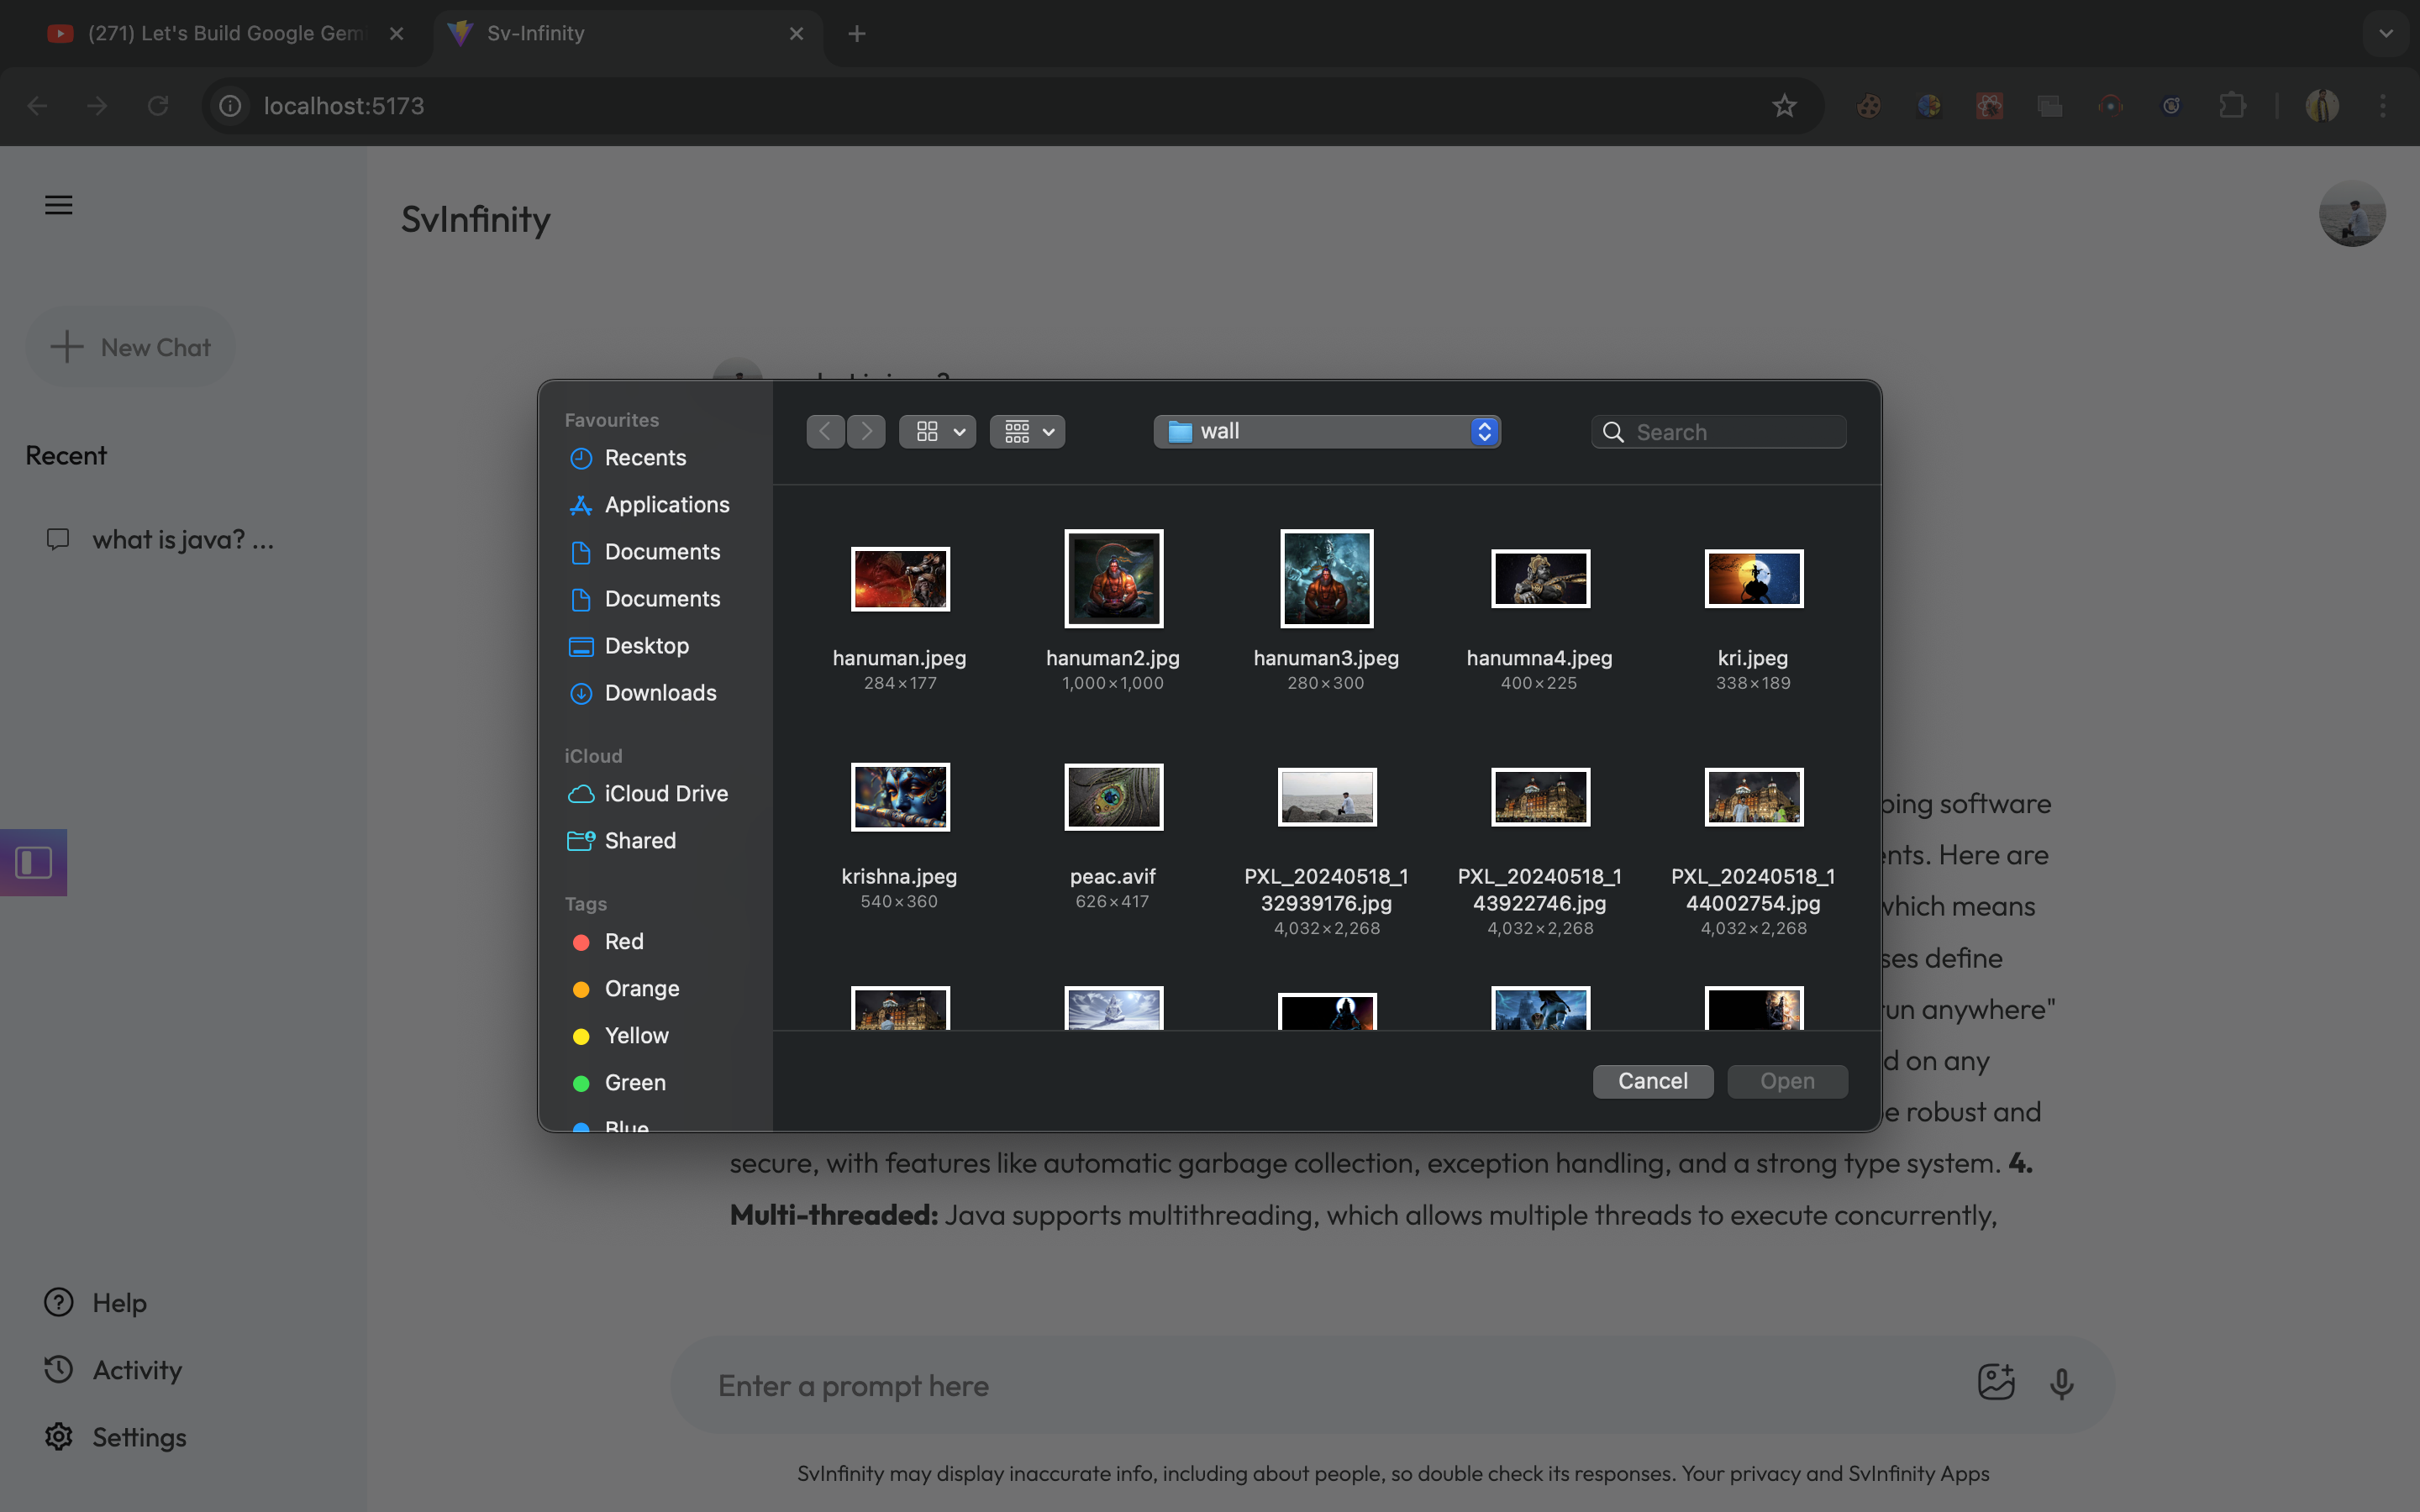 (271) Let's Build Google Gem
Sv-Infinity
localhost:5173
SvInfinity
New Chat
Recent
what is java? ...
Help
Activity
Settings
Favourites
Recents
Applications
Documents
Documents
Desktop
Downloads
iCloud
iCloud Drive
Shared
Tags
Red
Orange
Yellow
Green
Blue
wall
Search
hanuman.jpeg
284×177
hanuman2.jpg
1,000×1,000
hanuman3.jpeg
280×300
hanumna4.jpeg
400×225
kri.jpeg
338×189
krishna.jpeg
540×360
peac.avif
626×417
PXL_20240518_1
32939176.jpg
4,032×2,268
PXL_20240518_1
43922746.jpg
4,032×2,268
PXL_20240518_1
44002754.jpg
4,032×2,268
Cancel
Open
ping software
ents. Here are
which means
ses define
run anywhere"
d on any
e robust and
secure, with features like automatic garbage collection, exception handling, and a strong type system. 4.
Multi-threaded: Java supports multithreading, which allows multiple threads to execute concurrently,
Enter a prompt here
SvInfinity may display inaccurate info, including about people, so double check its responses. Your privacy and SvInfinity Apps